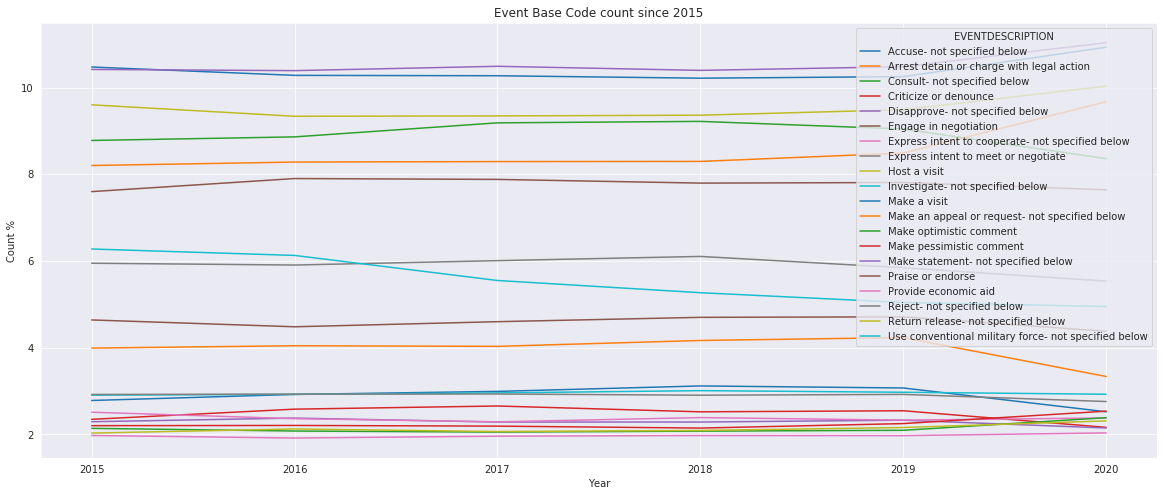 Event Base Code count since 2015
EVENTDESCRIPTION
Accuse- not specified below
Arrest detain or charge with legal action
Consult- not specified below
Criticize or denounce
Disapprove- not specified below
Engage in negotiation
Express intent to cooperate- not specified below
Express intent to meet or negotiate
Host a visit
Investigate- not specified below
Make a visit
Make an appeal or request- not specified below
Make optimistic comment
Make pessimistic comment
Make statement- not specified below
Praise or endorse
Provide economic aid
Reject- not specified below
Return release- not specified below
Use conventional military force- not specified below
Count %
10
8
6
4
2
2015 2016 2017 2018 2019 2020
Year